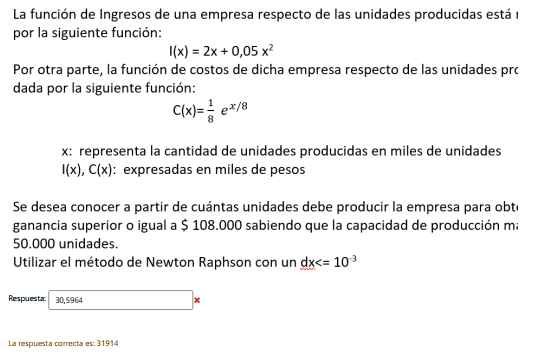 La función de Ingresos de una empresa respecto de las unidades producidas está
por la siguiente función:
I(x) = 2x + 0,05 x²
Por otra parte, la función de costos de dicha empresa respecto de las unidades pro
dada por la siguiente función:
C(x)= 1/8 e^x/8
x: representa la cantidad de unidades producidas en miles de unidades
I(x), C(x): expresadas en miles de pesos
Se desea conocer a partir de cuántas unidades debe producir la empresa para obt
ganancia superior o igual a $ 108.000 sabiendo que la capacidad de producción má
50.000 unidades.
Utilizar el método de Newton Raphson con un dx<= 10⁻³
Respuesta: 30,5964
La respuesta correcta es: 31914